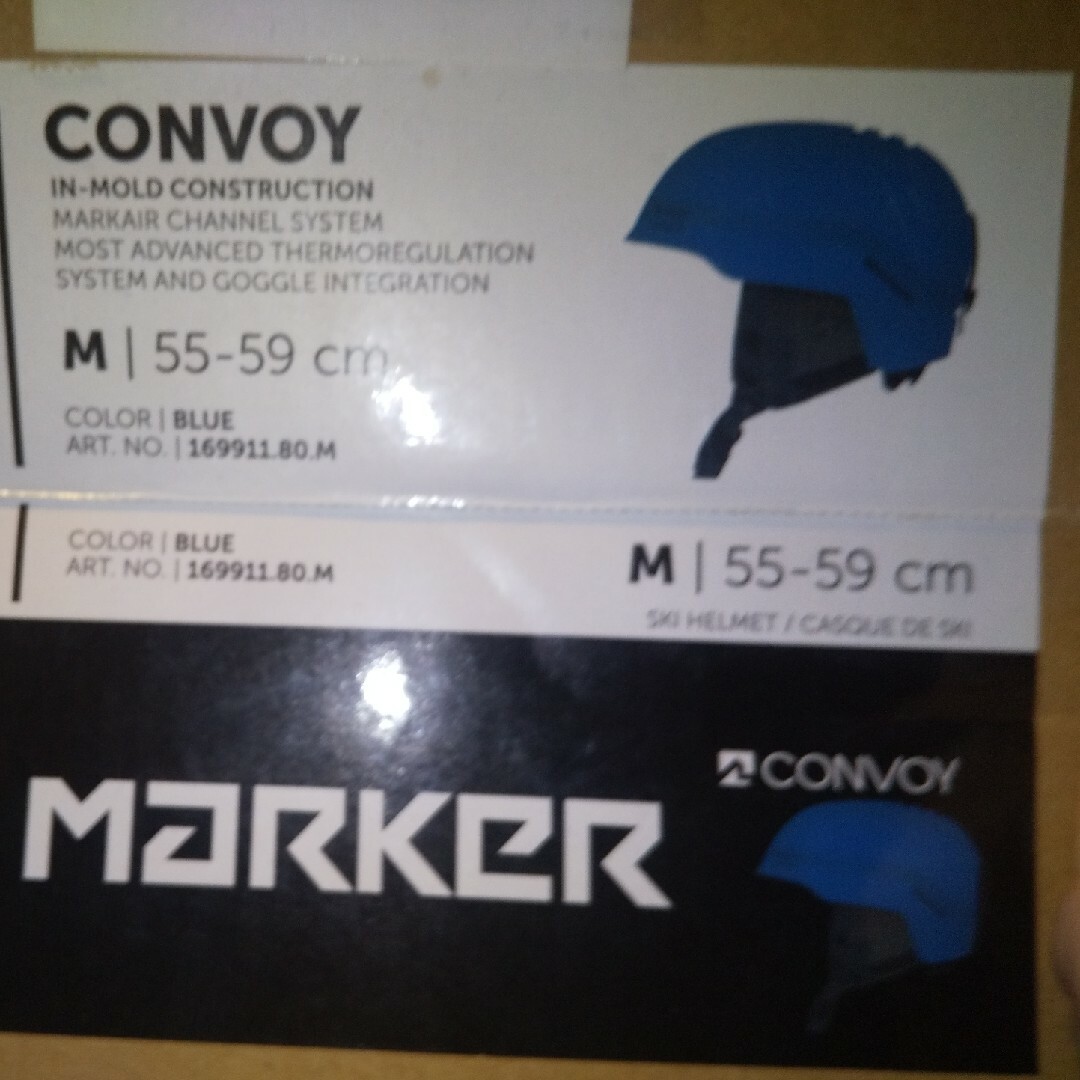 CONVOY
IN-MOLD CONSTRUCTION
MARKAIR CHANNEL SYSTEM
MOST ADVANCED THERMOREGULATION
SYSTEM AND GOGGLE INTEGRATION
M | 55-59 cm
COLOR | BLUE
ART. NO. | 169911.80.M
COLOR | BLUE
ART. NO. | 169911.80.M
M | 55-59 cm
SKI HELMET / CASQUE DE SKI
CONVOY
MARKER